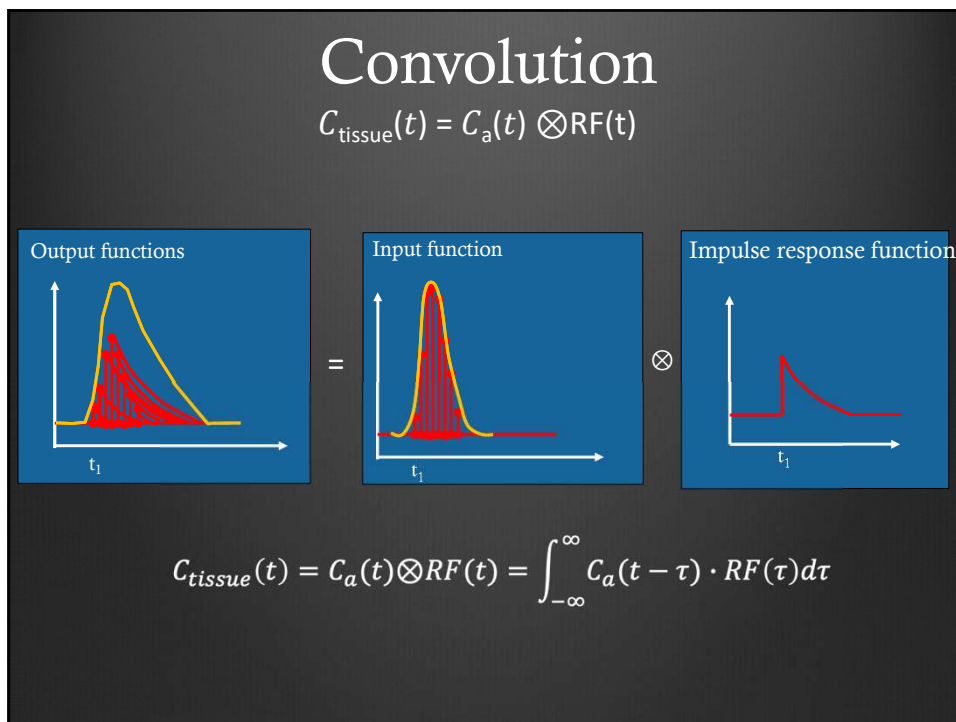 Convolution
C_tissue(t) = C_a(t) ⊗RF(t)
Output functions
t₁
=
Input function
t₁
⊗
Impulse response function
t₁
C_tissue(t) = C_a(t)⊗RF(t) = ∫_{-∞}^{∞} C_a(t − τ) · RF(τ)dτ